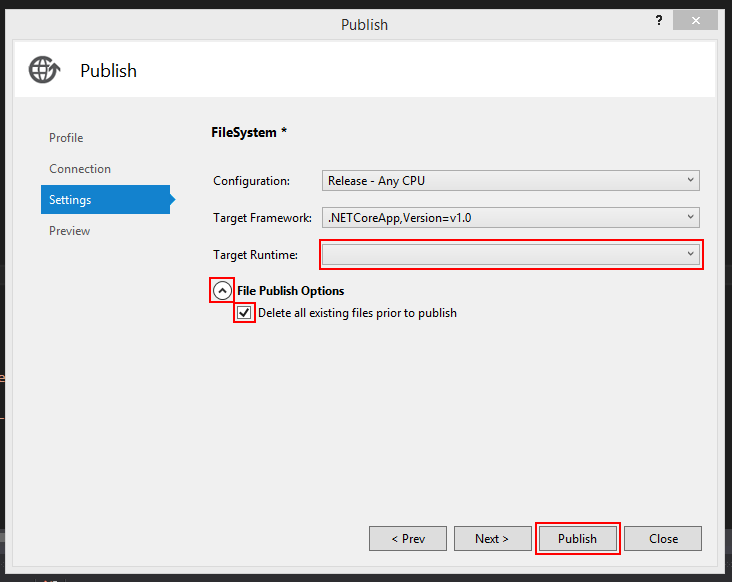 Publish
?
Publish
Profile
Connection
Settings
Preview
FileSystem *
Configuration: Release - Any CPU
Target Framework: .NETCoreApp,Version=v1.0
Target Runtime:
File Publish Options
Delete all existing files prior to publish
< Prev Next > Publish Close